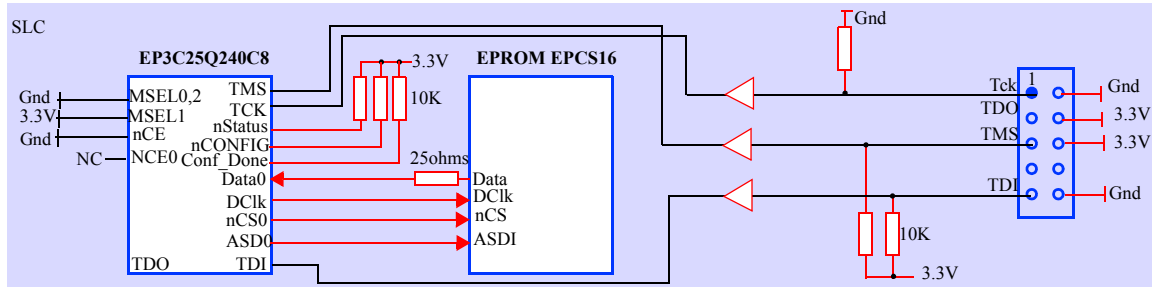 SLC
Gnd
EP3C25Q240C8
EPROM EPCS16
3.3V
10K
Gnd
3.3V
Gnd
NC
MSEL0,2
MSEL1
nCE
NCE0
TMS
TCK
nStatus
nCONFIG
Conf_Done
Data0
DClk
nCS0
ASD0
TDO
TDI
25ohms
Data
DClk
nCS
ASDI
Tck
1
Gnd
TDO
3.3V
TMS
3.3V
TDI
Gnd
10K
3.3V